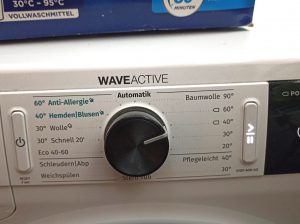 30°C - 95°C
VOLLWASCHMITTEL
MINUTEN
WAVEACTIVE
Automatik
60° Anti-Allergie
40° Hemden|Blusen
30° Wolle
30° Schnell 20'
Eco 40-60
Schleudern|Abp
Weichspülen
Baumwolle 90°
60°
40°
30°
Pflegeleicht 40°
30°